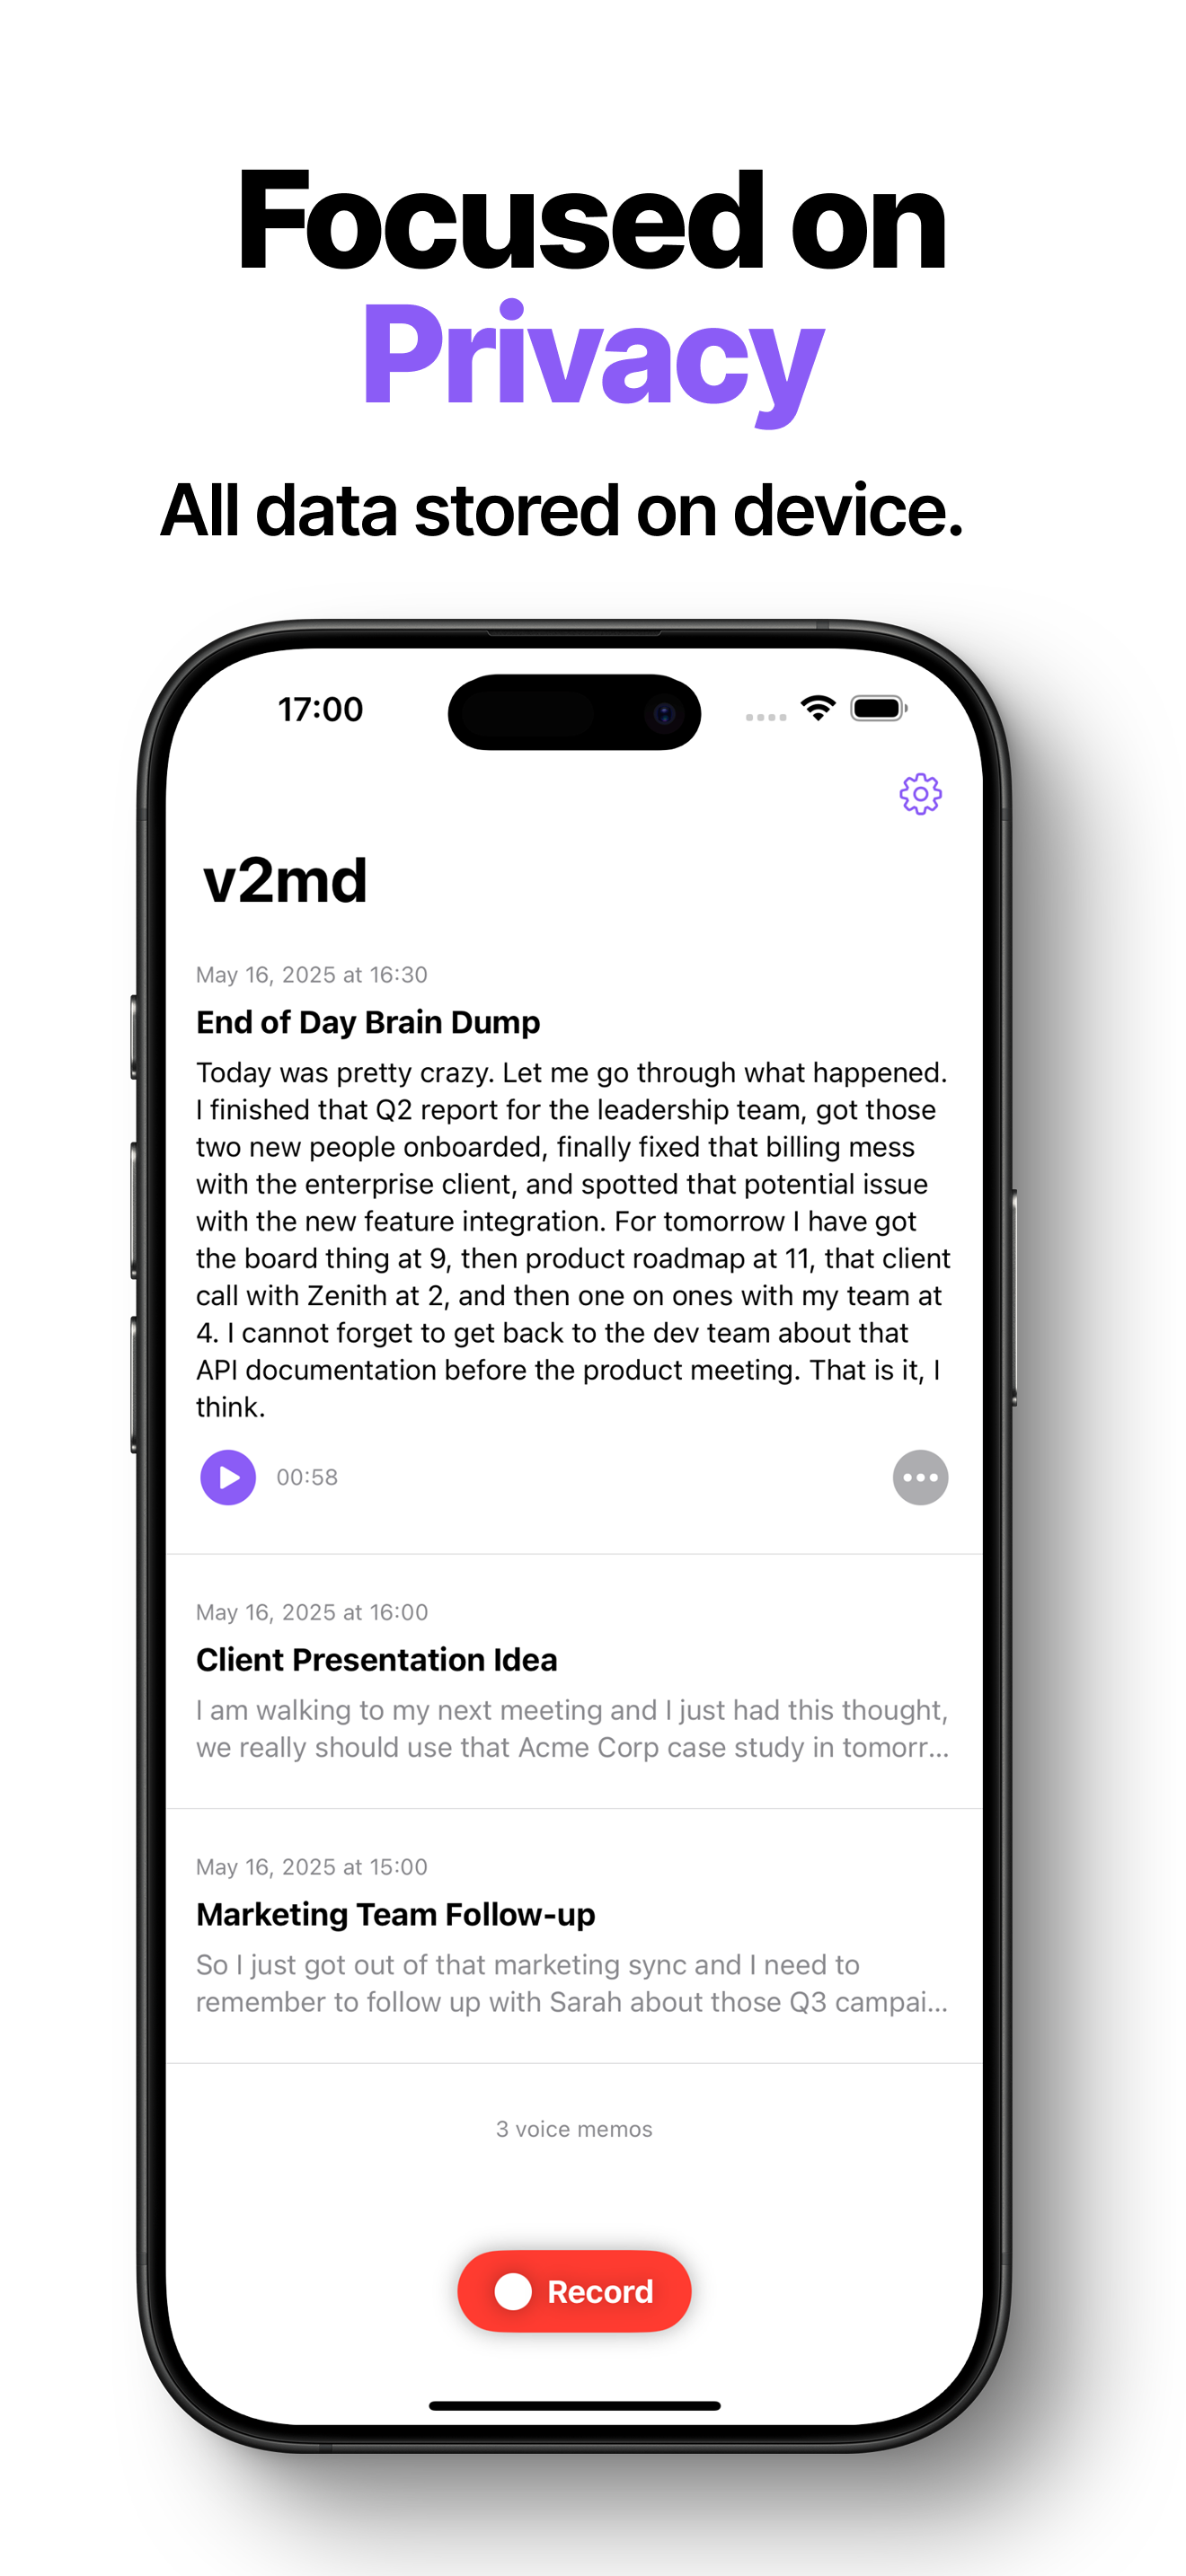 Focused on
Privacy
All data stored on device.
17:00
v2md
May 16, 2025 at 16:30
End of Day Brain Dump
Today was pretty crazy. Let me go through what happened.
I finished that Q2 report for the leadership team, got those
two new people onboarded, finally fixed that billing mess
with the enterprise client, and spotted that potential issue
with the new feature integration. For tomorrow I have got
the board thing at 9, then product roadmap at 11, that client
call with Zenith at 2, and then one on ones with my team at
4. I cannot forget to get back to the dev team about that
API documentation before the product meeting. That is it, I
think.
00:58
May 16, 2025 at 16:00
Client Presentation Idea
I am walking to my next meeting and I just had this thought,
we really should use that Acme Corp case study in tomorr...
May 16, 2025 at 15:00
Marketing Team Follow-up
So I just got out of that marketing sync and I need to
remember to follow up with Sarah about those Q3 campai...
3 voice memos
Record